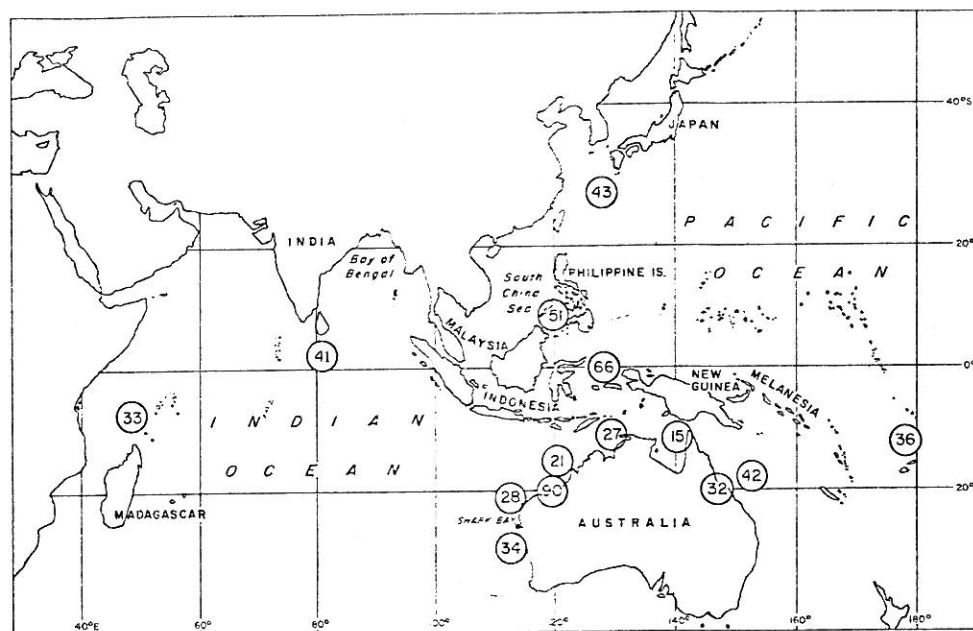 40°S
JAPAN
43
P A C I F I C
INDIA
20°
Bay of
Bengal
South
China
Sea
PHILIPPINE IS.
O C E A N
51
MALAYSIA
41
66
0°
NEW
GUINEA
MELANESIA
INDONESIA
33
I N D I A N
27
15
36
O C E A N
21
42
28
90
32
20°
MADAGASCAR
SHARK BAY
AUSTRALIA
34
40°E
60°
80°
140°
160°
180°